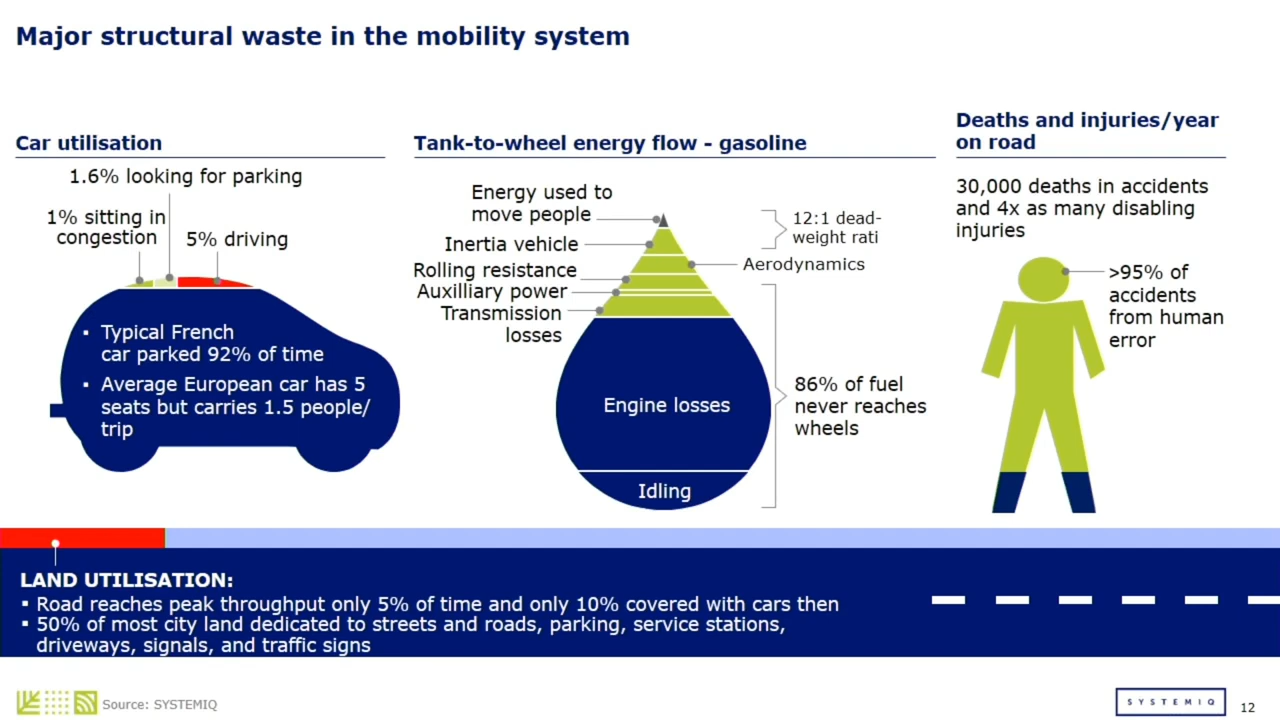 Major structural waste in the mobility system
Car utilisation
1.6% looking for parking
1% sitting in
congestion
5% driving
▪ Typical French
car parked 92% of time
▪ Average European car has 5
seats but carries 1.5 people/
trip
Tank-to-wheel energy flow - gasoline
Energy used to
move people
Inertia vehicle
Rolling resistance
Auxilliary power
Transmission
losses
12:1 dead-
weight rati
Aerodynamics
Engine losses
86% of fuel
never reaches
wheels
Idling
Deaths and injuries/year
on road
30,000 deaths in accidents
and 4x as many disabling
injuries
>95% of
accidents
from human
error
LAND UTILISATION:
▪ Road reaches peak throughput only 5% of time and only 10% covered with cars then
▪ 50% of most city land dedicated to streets and roads, parking, service stations,
driveways, signals, and traffic signs
Source: SYSTEMIQ
SYSTEMIQ
12